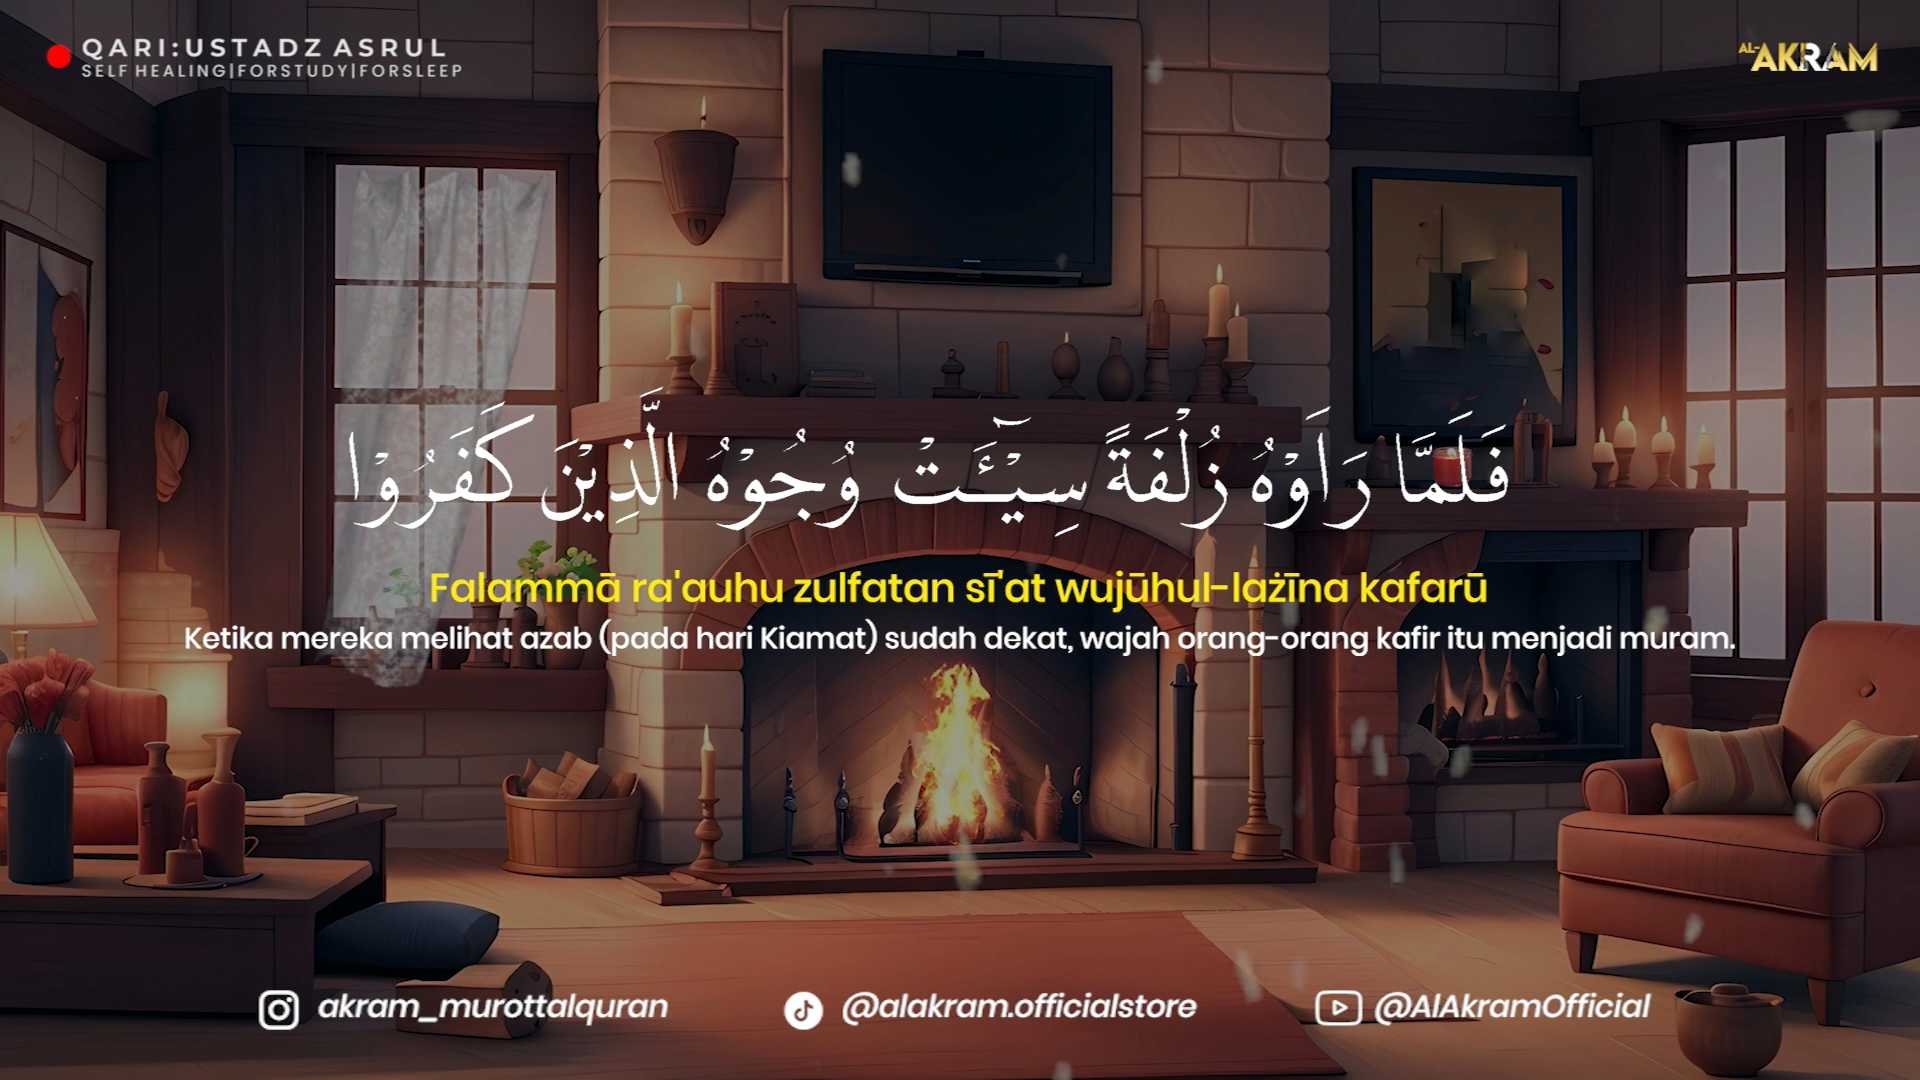 QARI:USTADZ ASRUL
SELF HEALING|FORSTUDY|FORSLEEP
AL-AKRAM
فَلَمَّا رَاَوْهُ زُلْفَةً سِيْۤـَٔتْ وُجُوْهُ الَّذِيْنَ كَفَرُوْا
Falammā ra'auhu zulfatan sī'at wujūhul-lażīna kafarū
Ketika mereka melihat azab (pada hari Kiamat) sudah dekat, wajah orang-orang kafir itu menjadi muram.
akram_murottalquran
@alakram.officialstore
@AlAkramOfficial